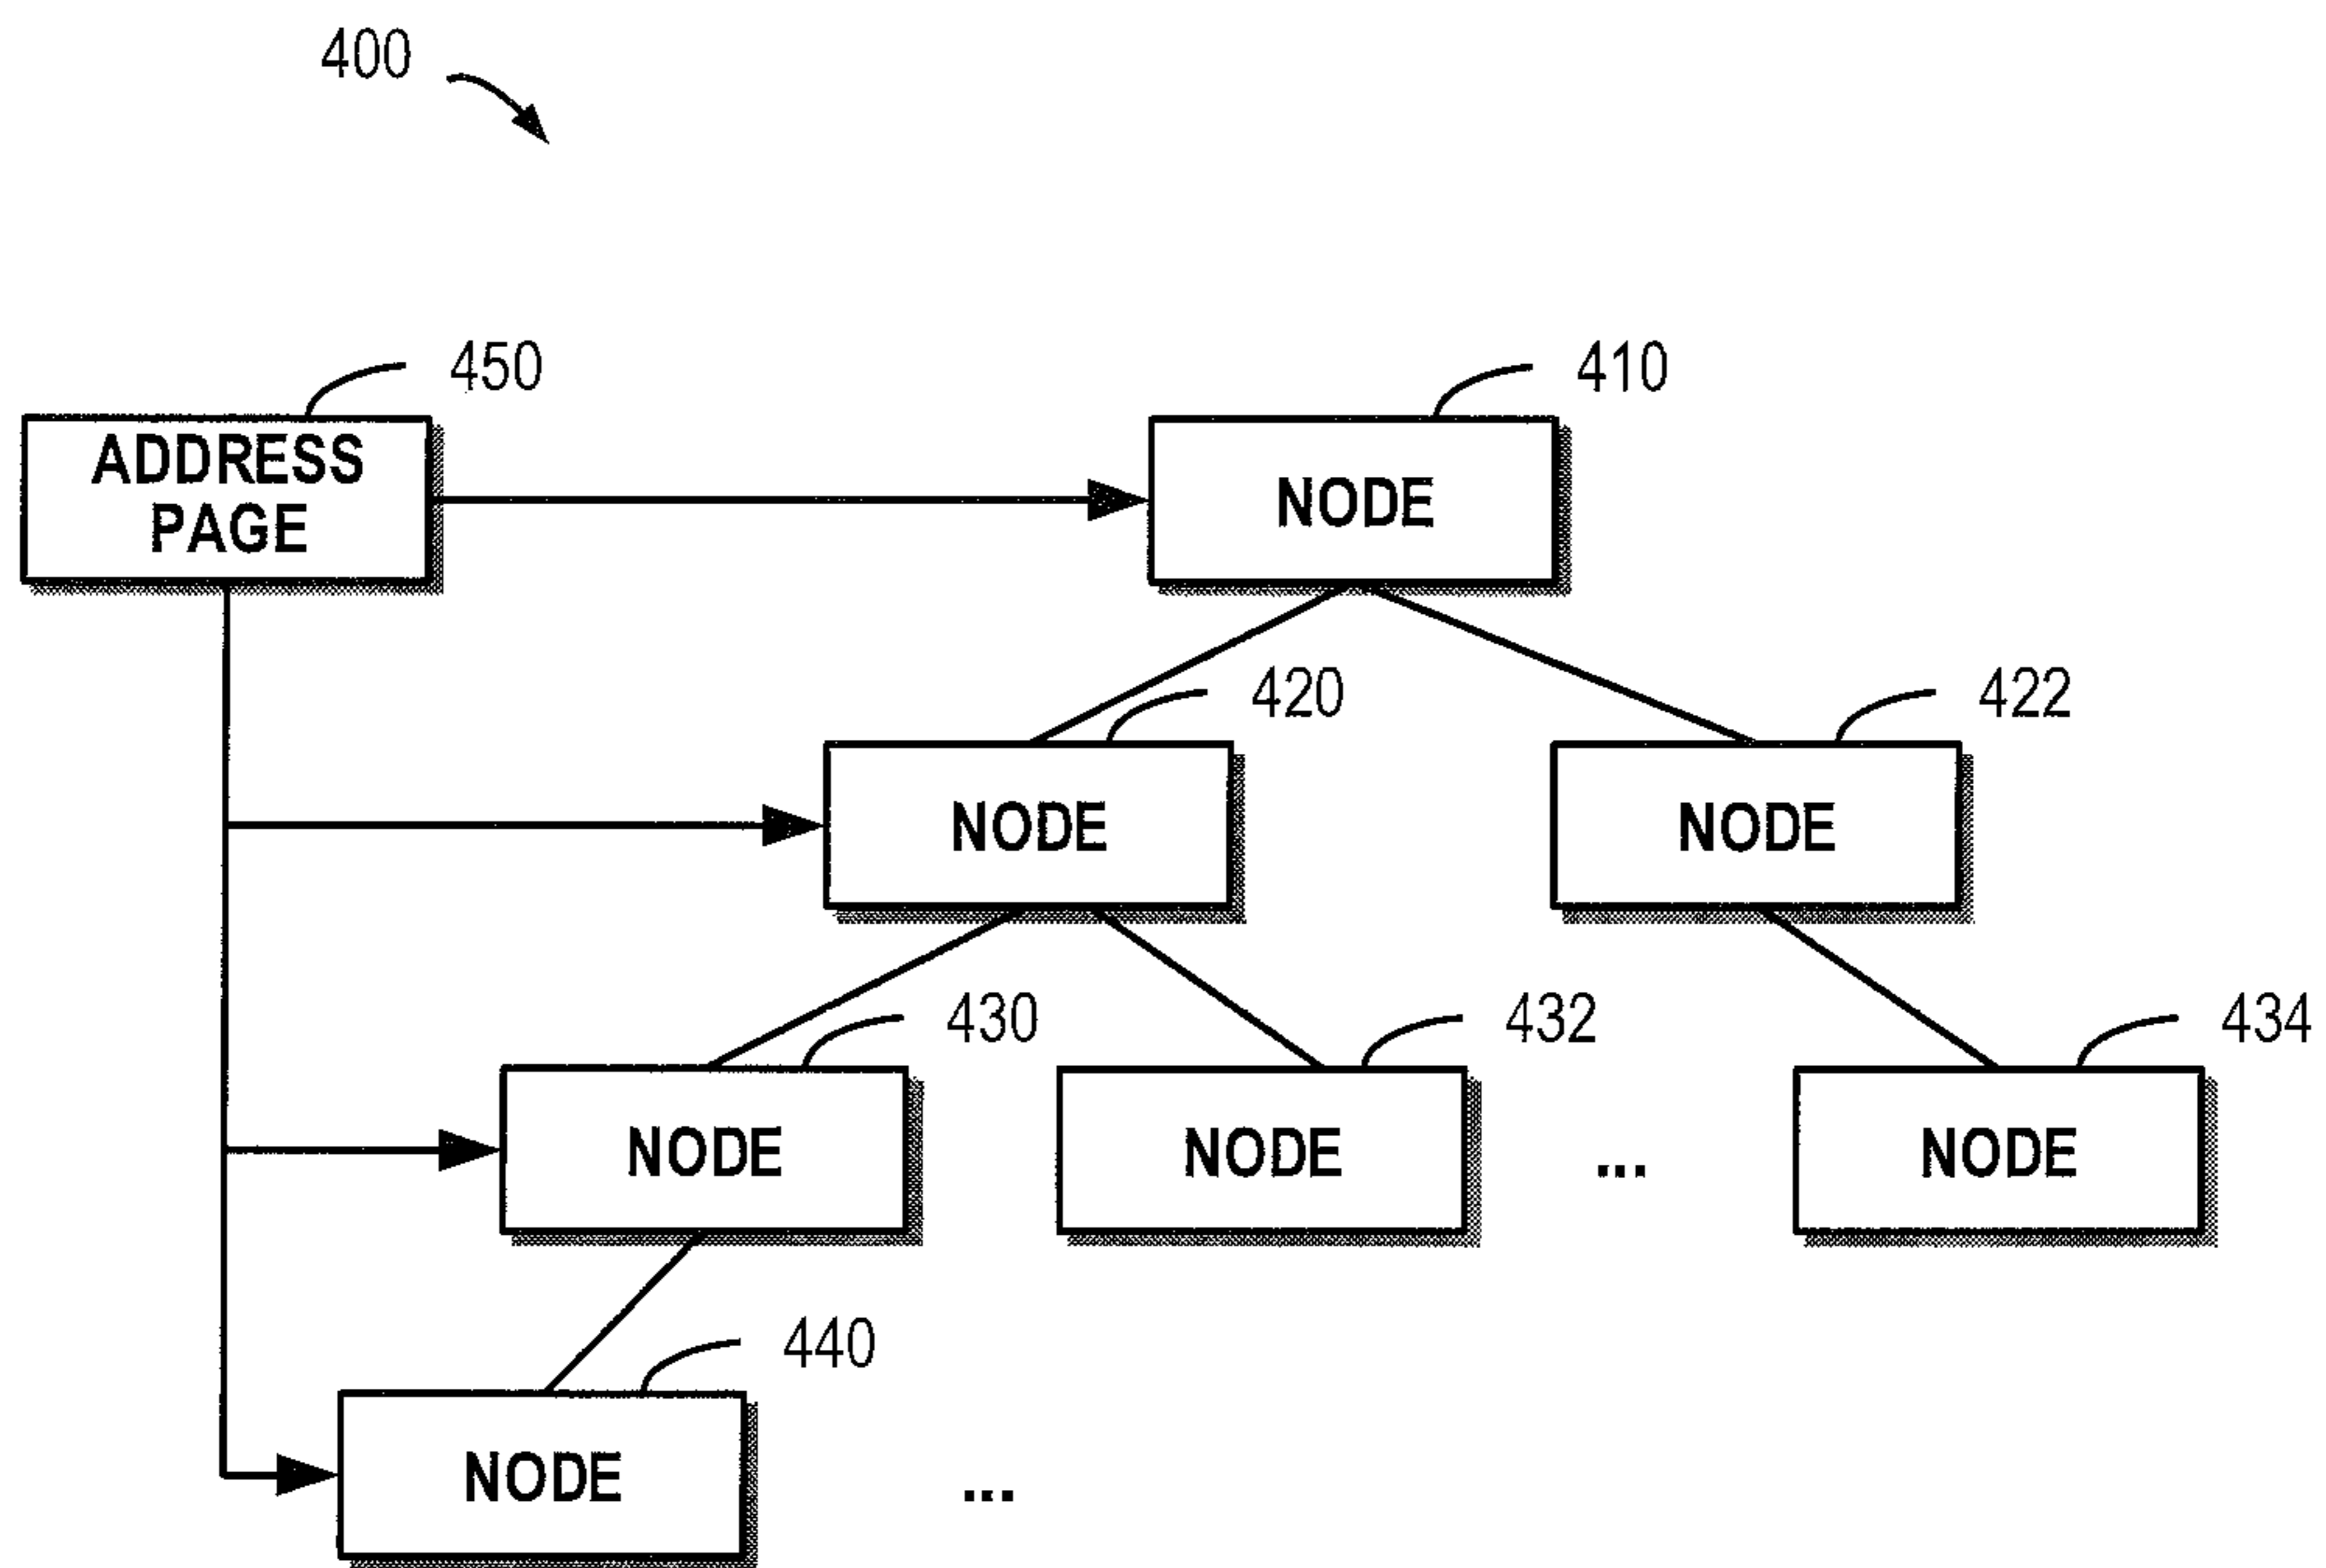 400
450
410
ADDRESS
PAGE
NODE
420
422
NODE
NODE
430
432
434
NODE
NODE
...
NODE
440
NODE
...